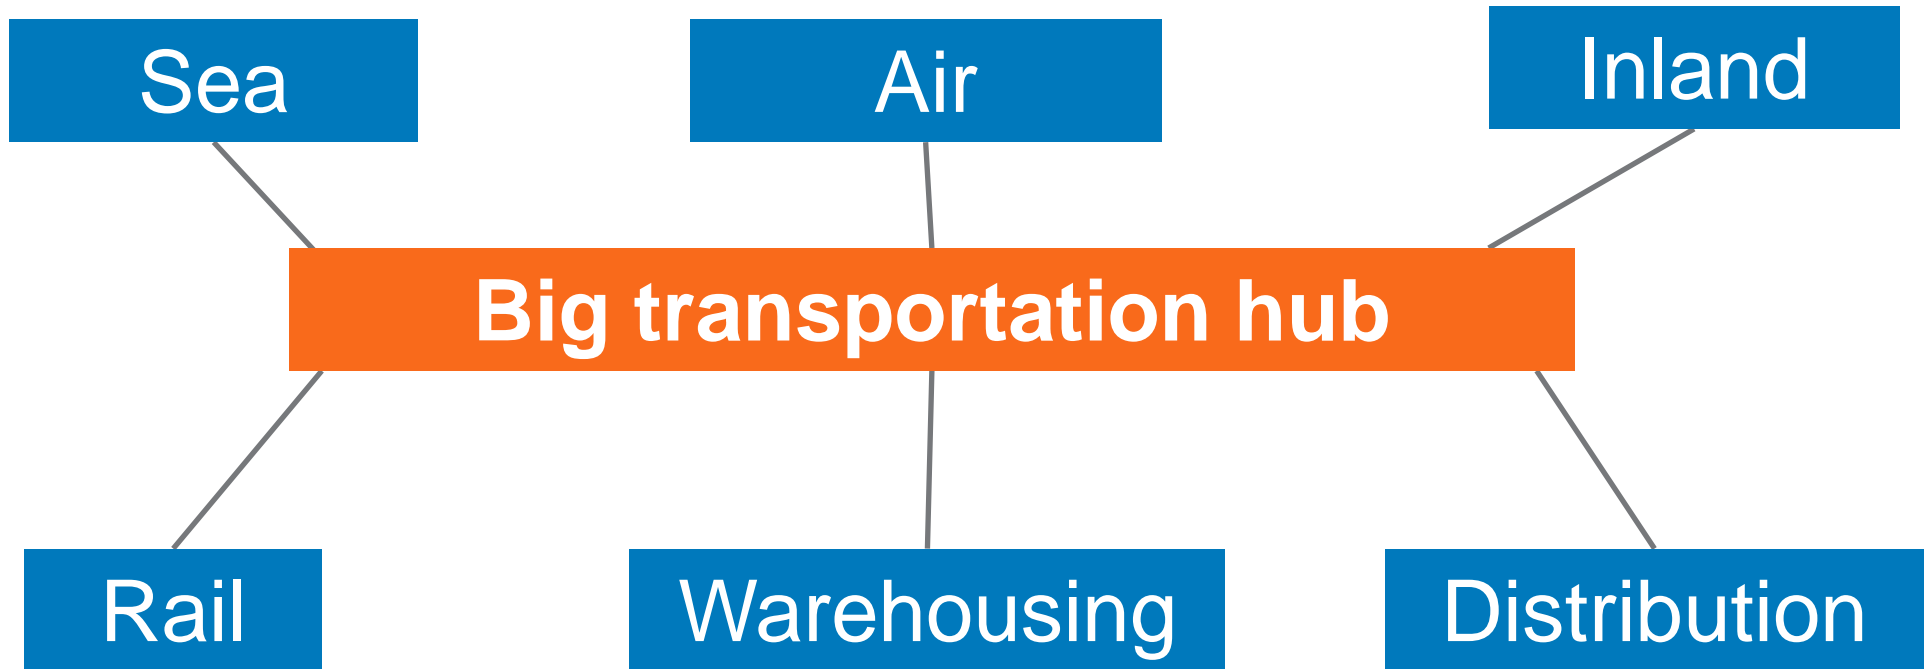 Sea
Air
Inland
Big transportation hub
Rail
Warehousing
Distribution